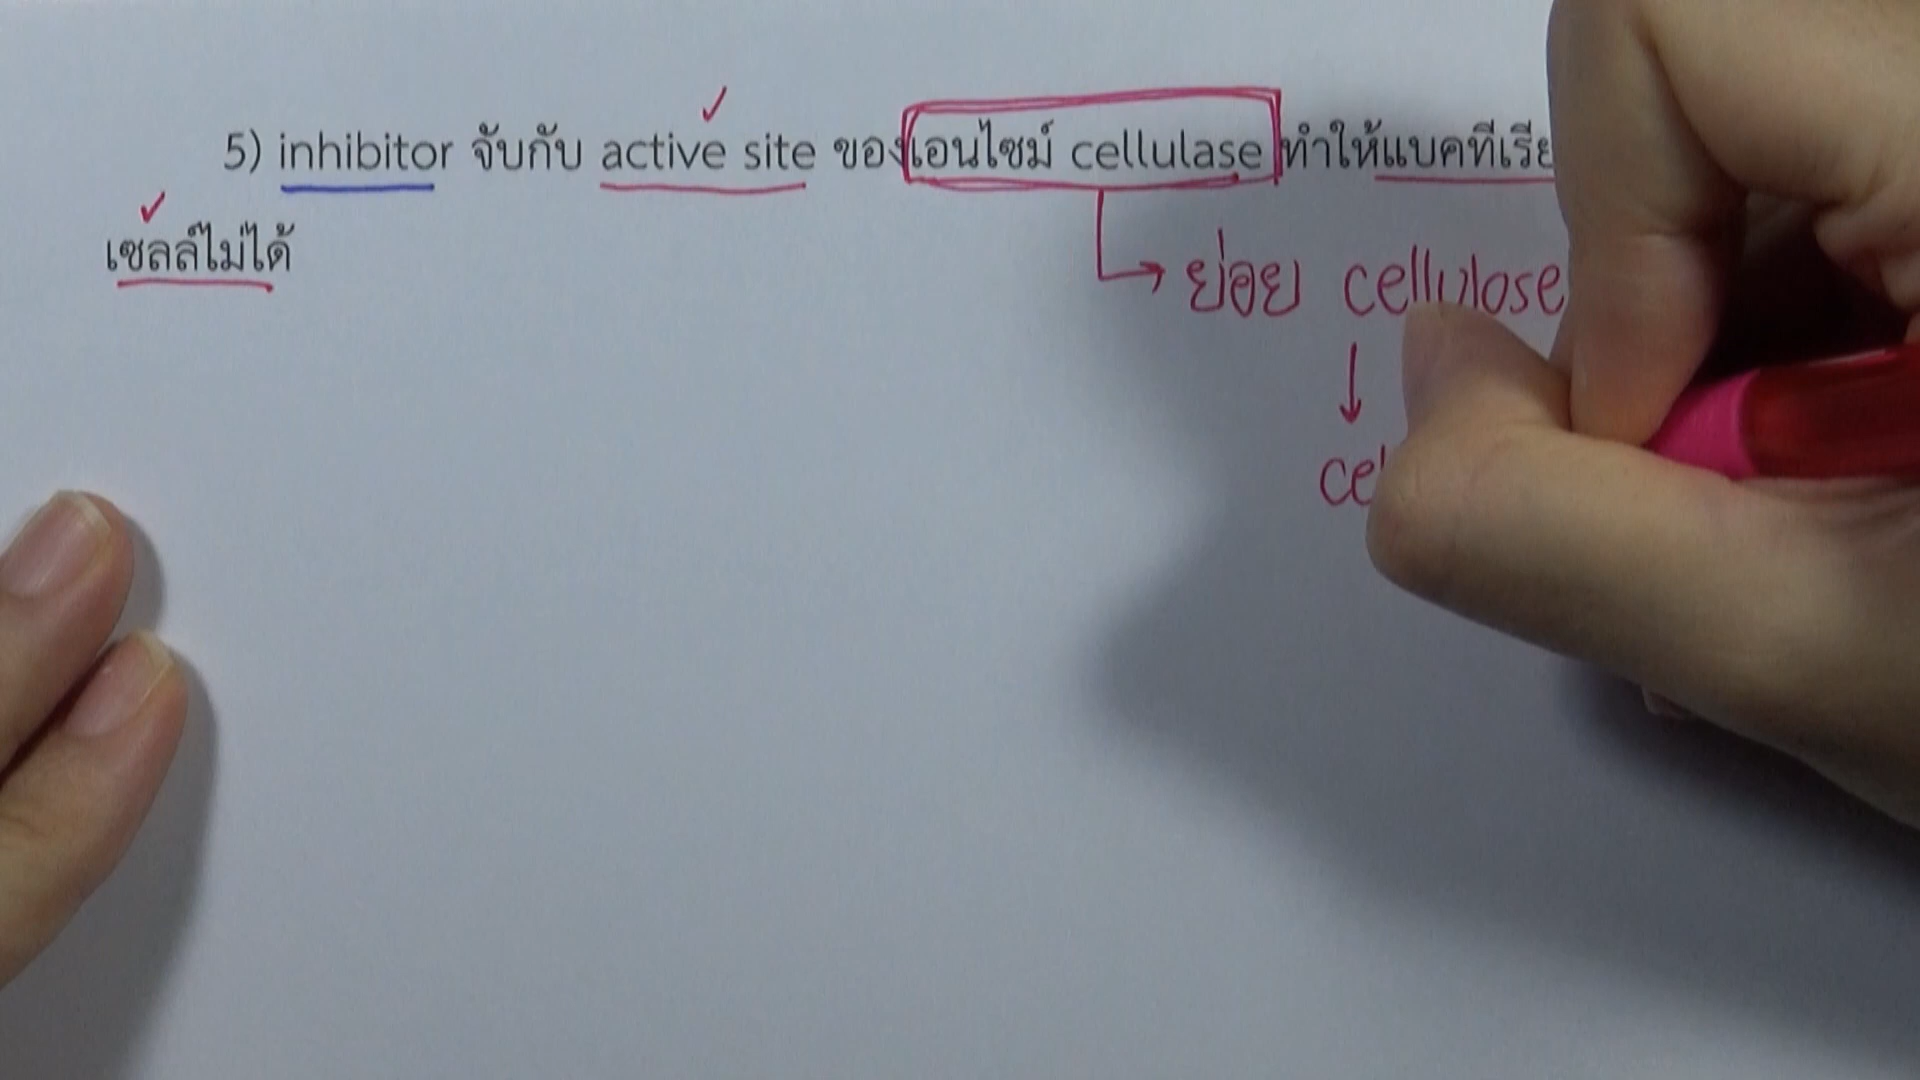 5) inhibitor จับกับ active site ของเอนไซม์ cellulase ทำให้แบคทีเรีย
เซลล์ไม่ได้
ย่อย cellulose